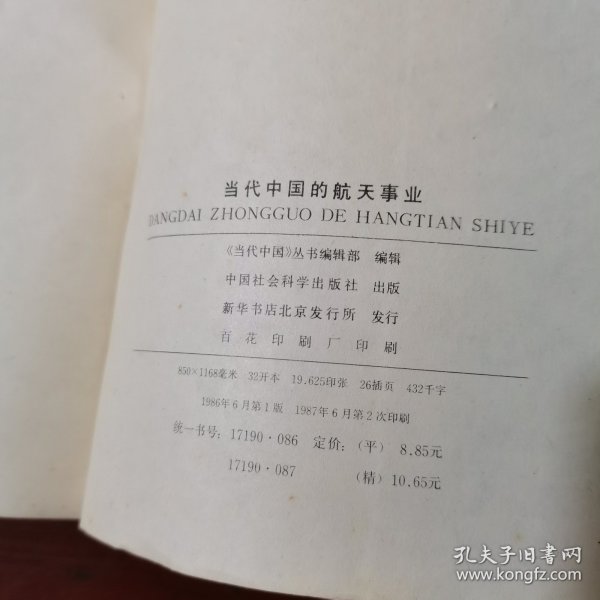 当代中国的航天事业
DANGDAI ZHONGGUO DE HANGTIAN SHIYE
《当代中国》丛书编辑部 编辑
中国社会科学出版社 出版
新华书店北京发行所 发行
百花印刷厂印刷
850×1168毫米 32开本 19.625印张 26插页 432千字
1986年6月第1版 1987年6月第2次印刷
统一书号:17190·086 定价:(平) 8.85元
17190·087 (精) 10.65元
孔夫子旧书网
www.kongfz.com